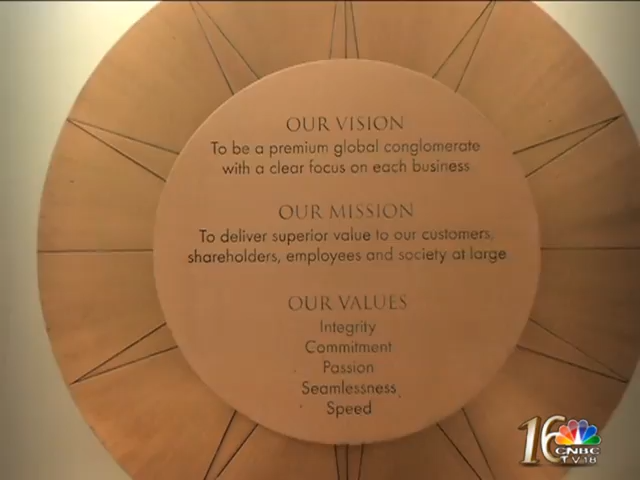 OUR VISION
To be a premium global conglomerate
with a clear focus on each business
OUR MISSION
To deliver superior value to our customers,
shareholders, employees and society at large
OUR VALUES
Integrity
Commitment
Passion
Seamlessness
Speed
16
CNBC
TV18